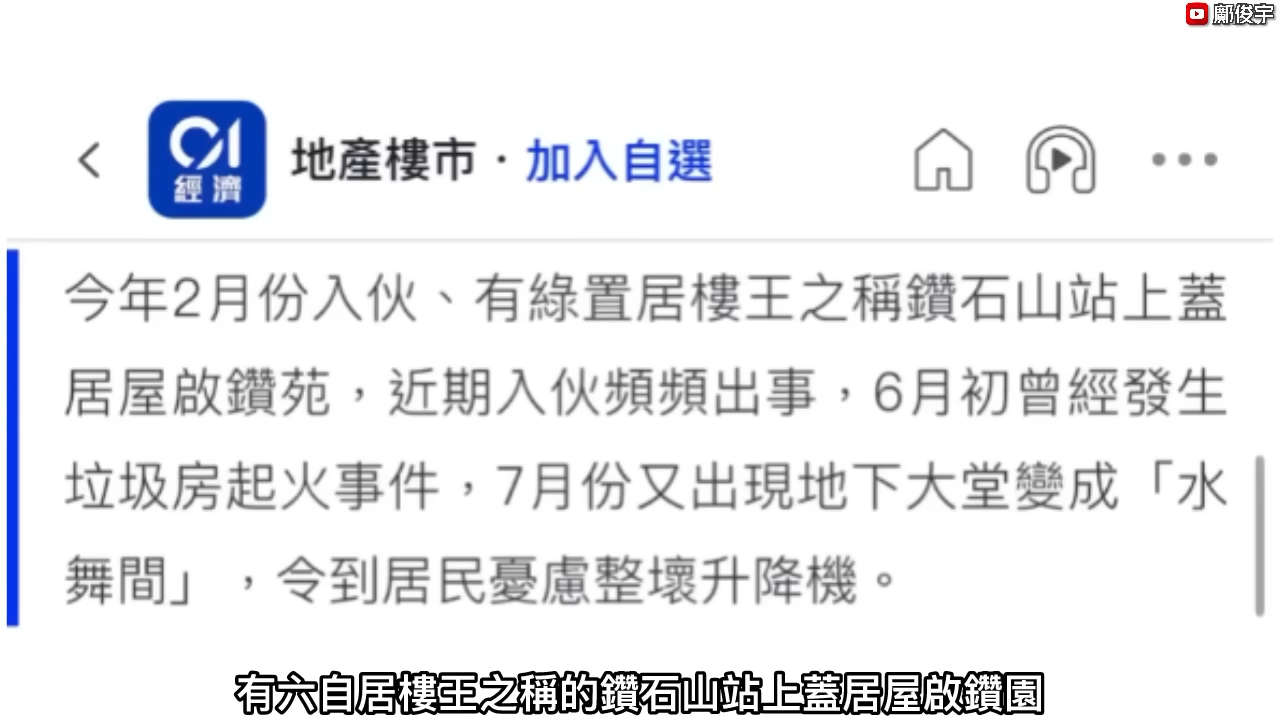 鄺俊宇
01
經濟
地產樓市·加入自選
今年2月份入伙、有綠置居樓王之稱鑽石山站上蓋
居屋啟鑽苑,近期入伙頻頻出事,6月初曾經發生
垃圾房起火事件,7月份又出現地下大堂變成「水
舞間」,令到居民憂慮整壞升降機。
有六自居樓王之稱的鑽石山站上蓋居屋啟鑽園